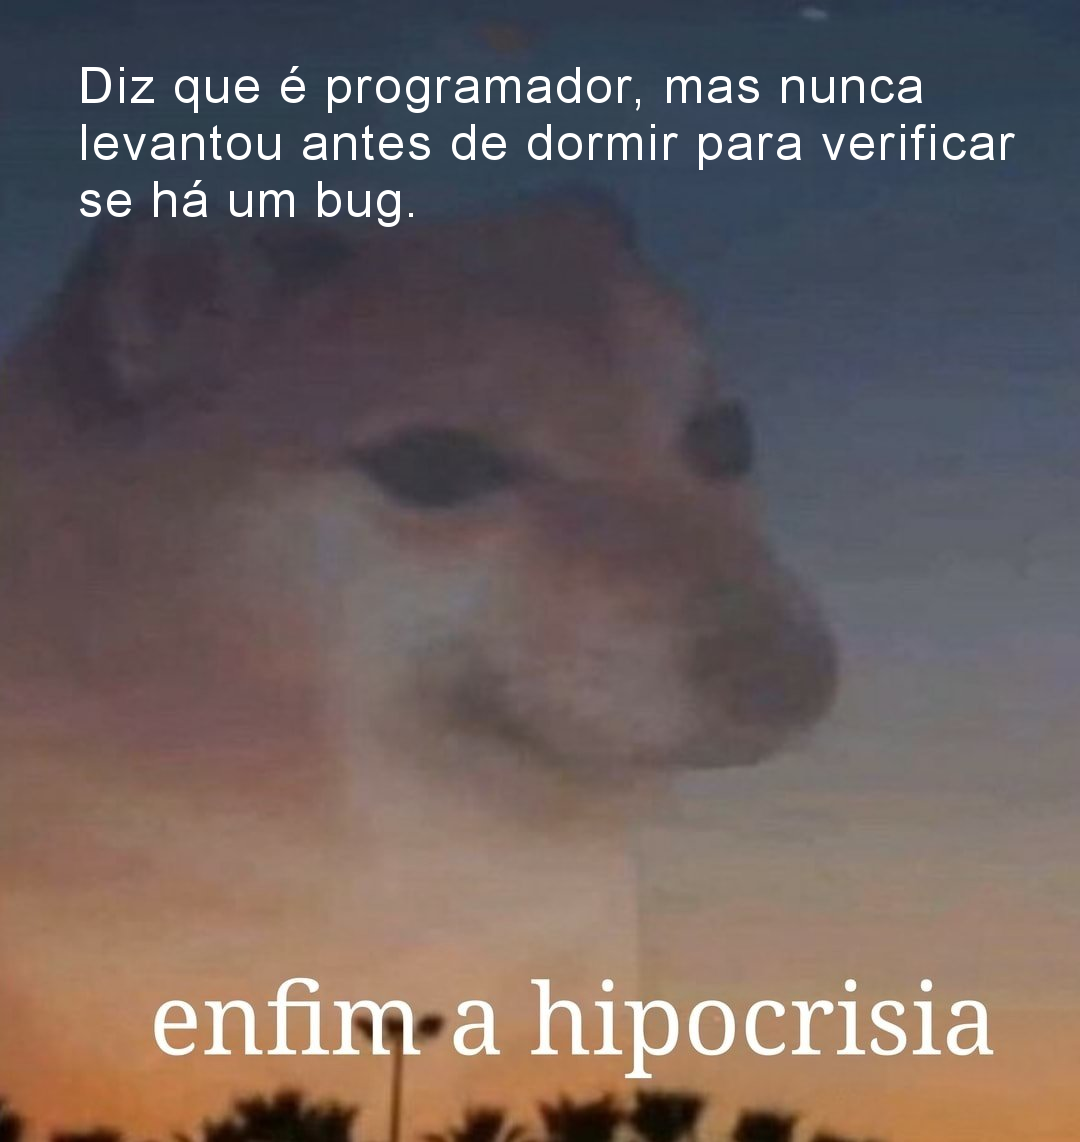 Diz que é programador, mas nunca
levantou antes de dormir para verificar
se há um bug.
enfim a hipocrisia